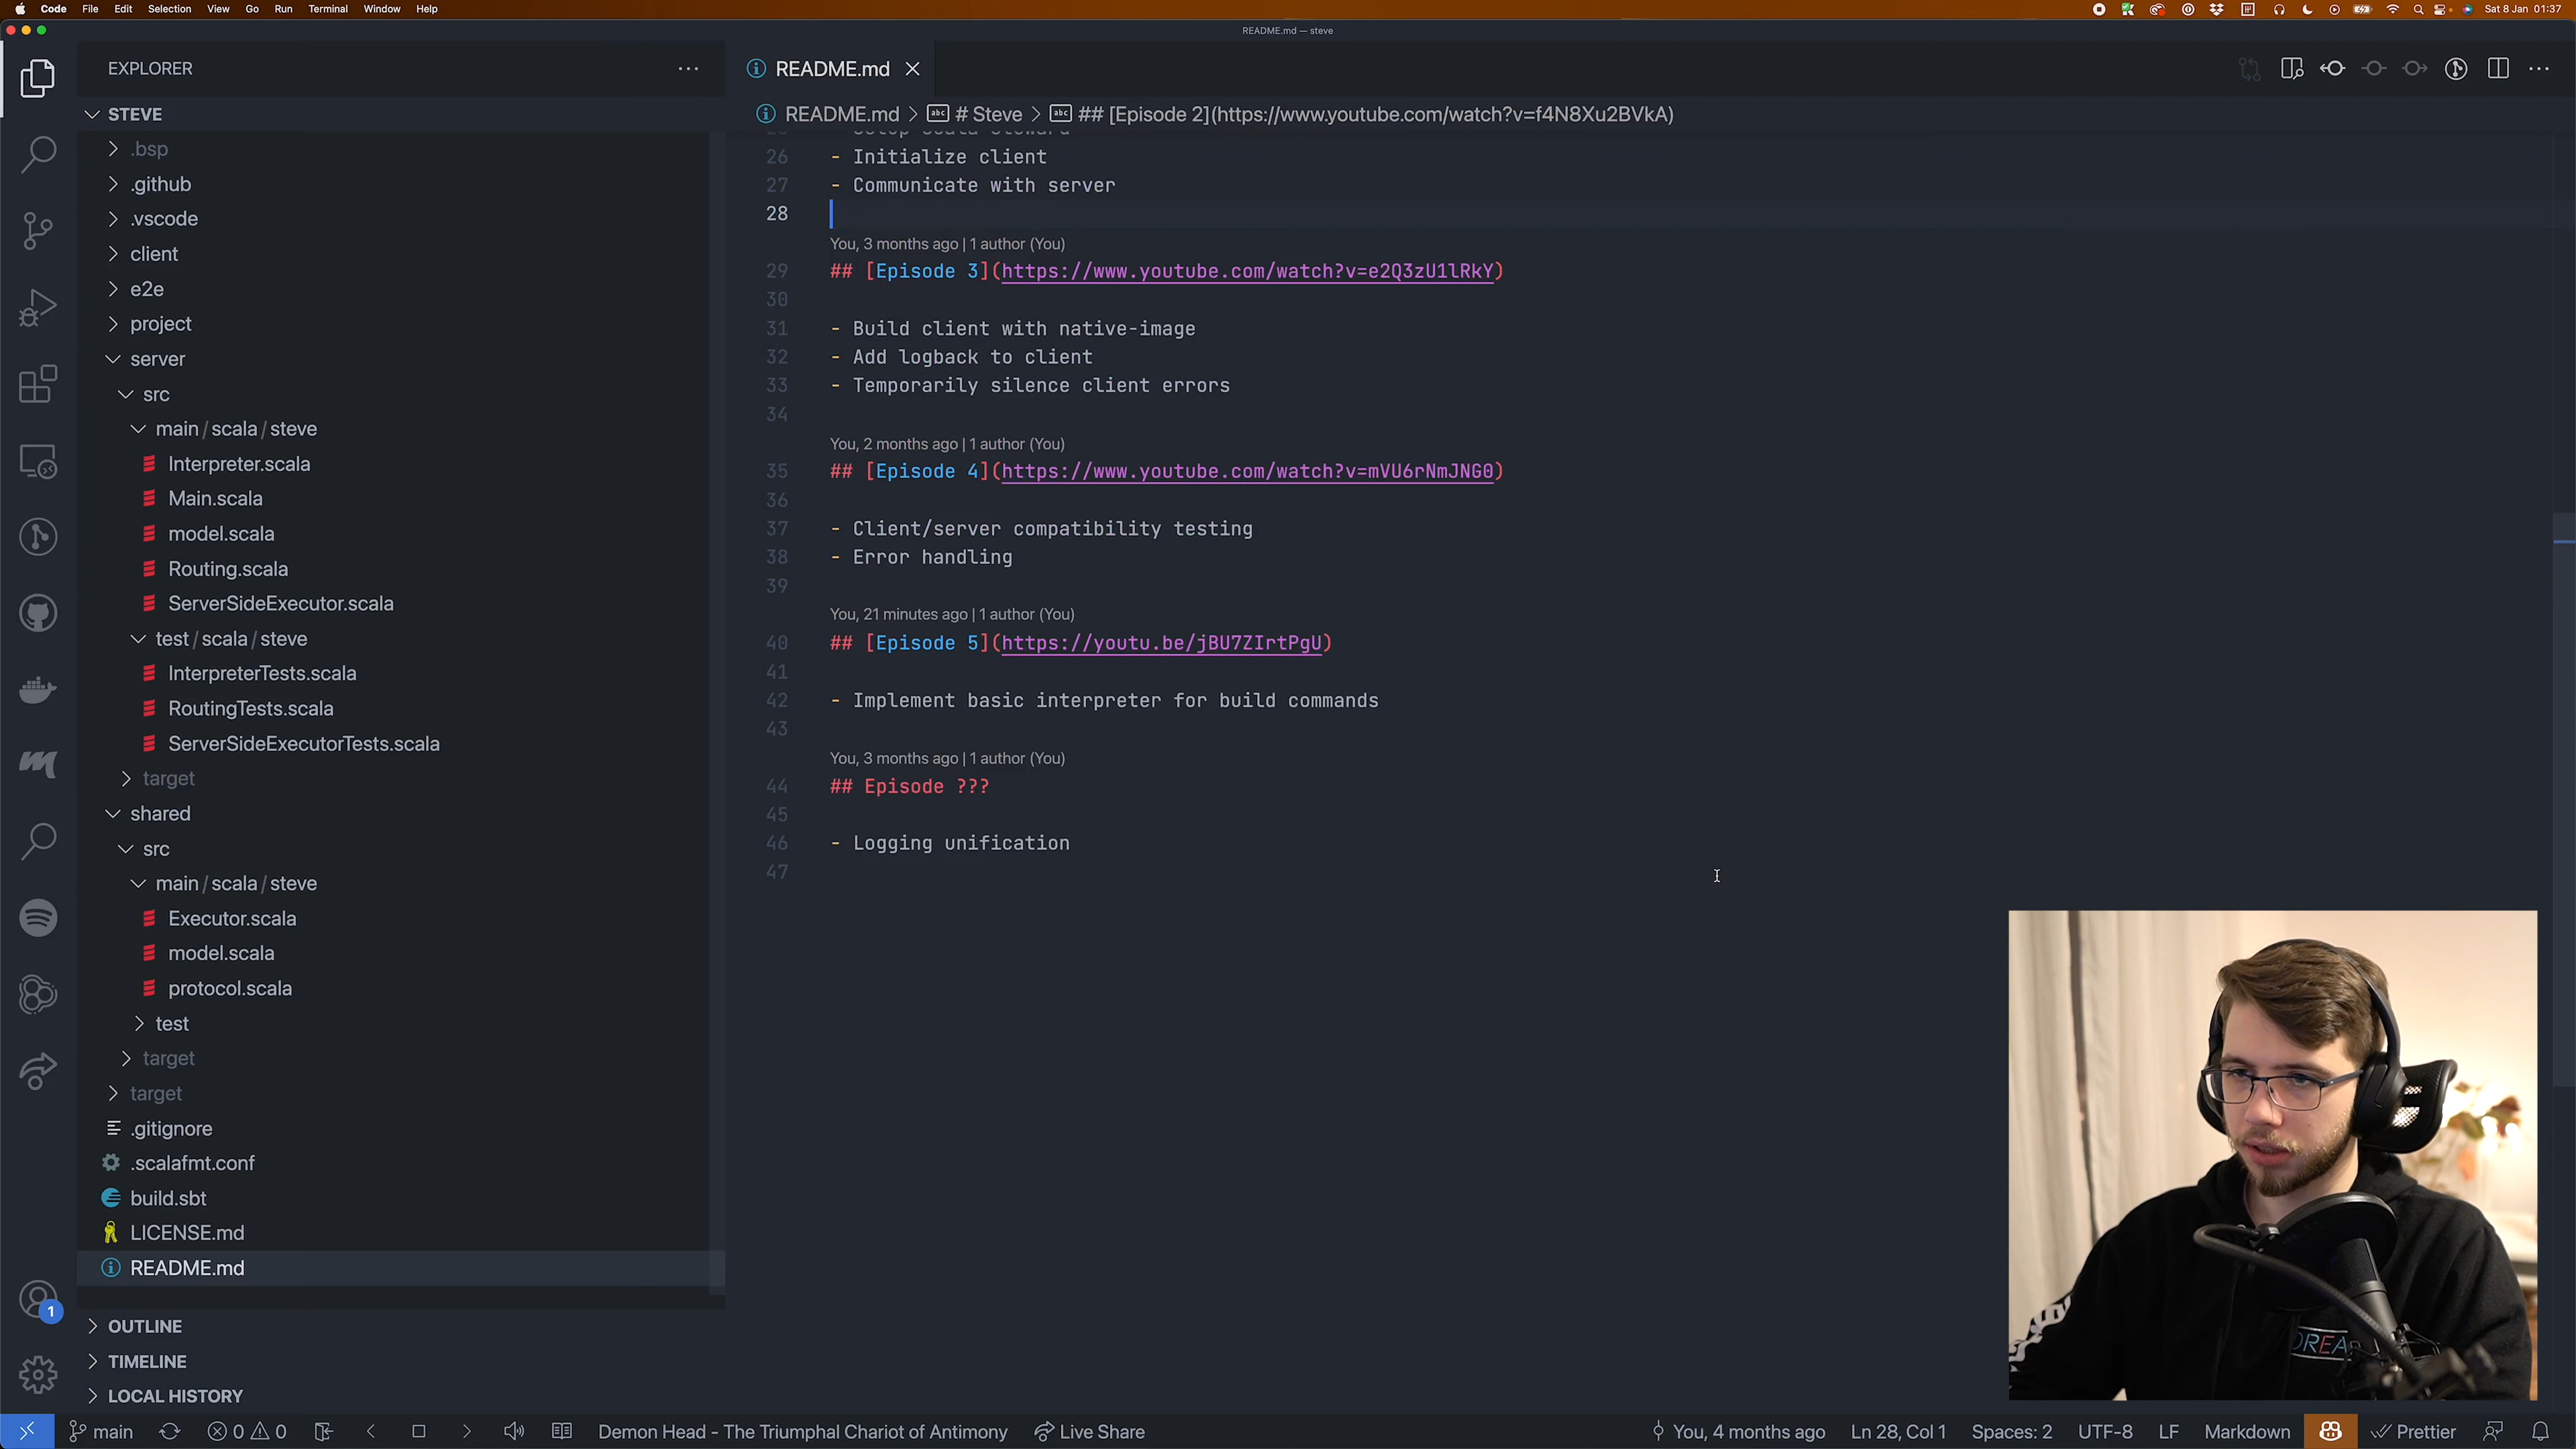 Code File Edit Selection View Go Run Terminal Window Help
Sat 8 Jan 01:37
README.md — steve
EXPLORER
README.md
STEVE
README.md > # Steve > ## [Episode 2](https://www.youtube.com/watch?v=f4N8Xu2BVkA)
.bsp
.github
.vscode
client
e2e
project
server
src
main / scala / steve
Interpreter.scala
Main.scala
model.scala
Routing.scala
ServerSideExecutor.scala
test / scala / steve
InterpreterTests.scala
RoutingTests.scala
ServerSideExecutorTests.scala
target
shared
src
main / scala / steve
Executor.scala
model.scala
protocol.scala
test
target
target
.gitignore
.scalafmt.conf
build.sbt
LICENSE.md
README.md
OUTLINE
TIMELINE
LOCAL HISTORY
1
26 - Initialize client
27 - Communicate with server
28
You, 3 months ago | 1 author (You)
29 ## [Episode 3](https://www.youtube.com/watch?v=e2Q3zU1lRkY)
30
31 - Build client with native-image
32 - Add logback to client
33 - Temporarily silence client errors
34
You, 2 months ago | 1 author (You)
35 ## [Episode 4](https://www.youtube.com/watch?v=mVU6rNmJNG0)
36
37 - Client/server compatibility testing
38 - Error handling
39
You, 21 minutes ago | 1 author (You)
40 ## [Episode 5](https://youtu.be/jBU7ZIrtPgU)
41
42 - Implement basic interpreter for build commands
43
You, 3 months ago | 1 author (You)
44 ## Episode ???
45
46 - Logging unification
47
main 0 0 Demon Head - The Triumphal Chariot of Antimony Live Share
You, 4 months ago Ln 28, Col 1 Spaces: 2 UTF-8 LF Markdown Prettier